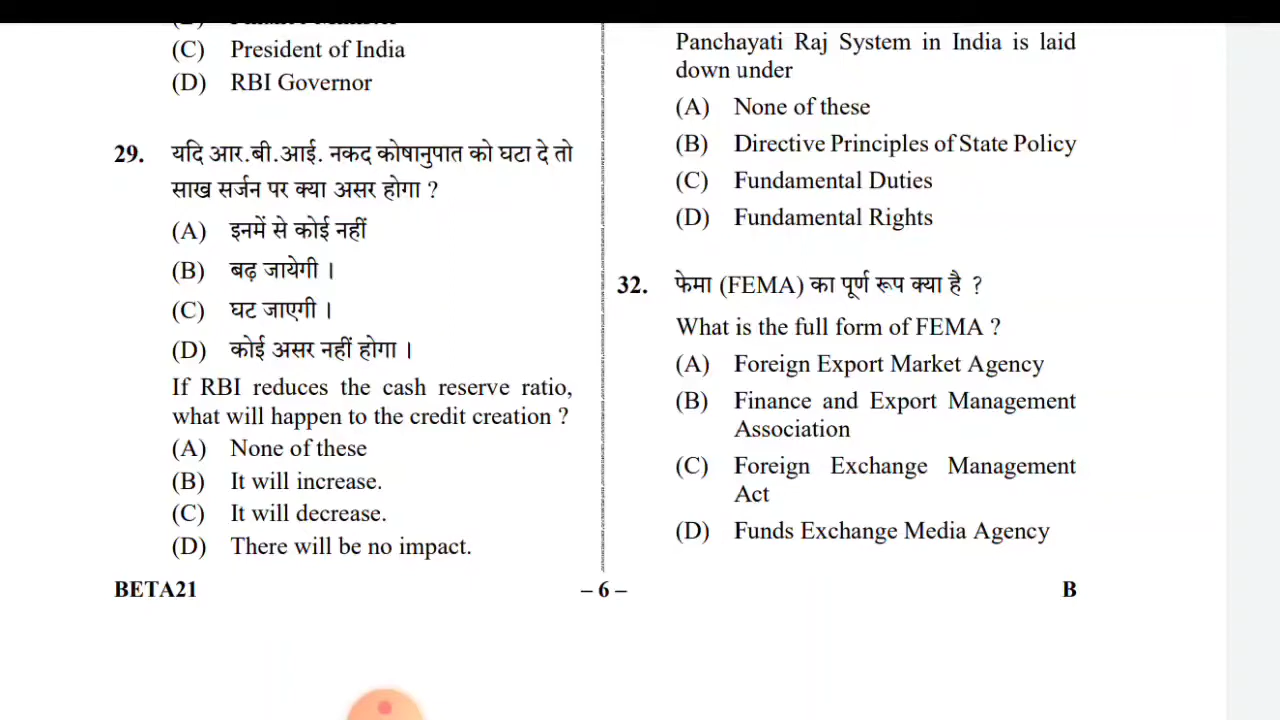 (C) President of India
(D) RBI Governor
29. यदि आर.बी.आई. नकद कोषानुपात को घटा दे तो
साख सर्जन पर क्या असर होगा ?
(A) इनमें से कोई नहीं
(B) बढ़ जायेगी ।
(C) घट जाएगी ।
(D) कोई असर नहीं होगा ।
If RBI reduces the cash reserve ratio,
what will happen to the credit creation ?
(A) None of these
(B) It will increase.
(C) It will decrease.
(D) There will be no impact.
Panchayati Raj System in India is laid
down under
(A) None of these
(B) Directive Principles of State Policy
(C) Fundamental Duties
(D) Fundamental Rights
32. फेमा (FEMA) का पूर्ण रूप क्या है ?
What is the full form of FEMA ?
(A) Foreign Export Market Agency
(B) Finance and Export Management
Association
(C) Foreign Exchange Management
Act
(D) Funds Exchange Media Agency
BETA21 – 6 – B